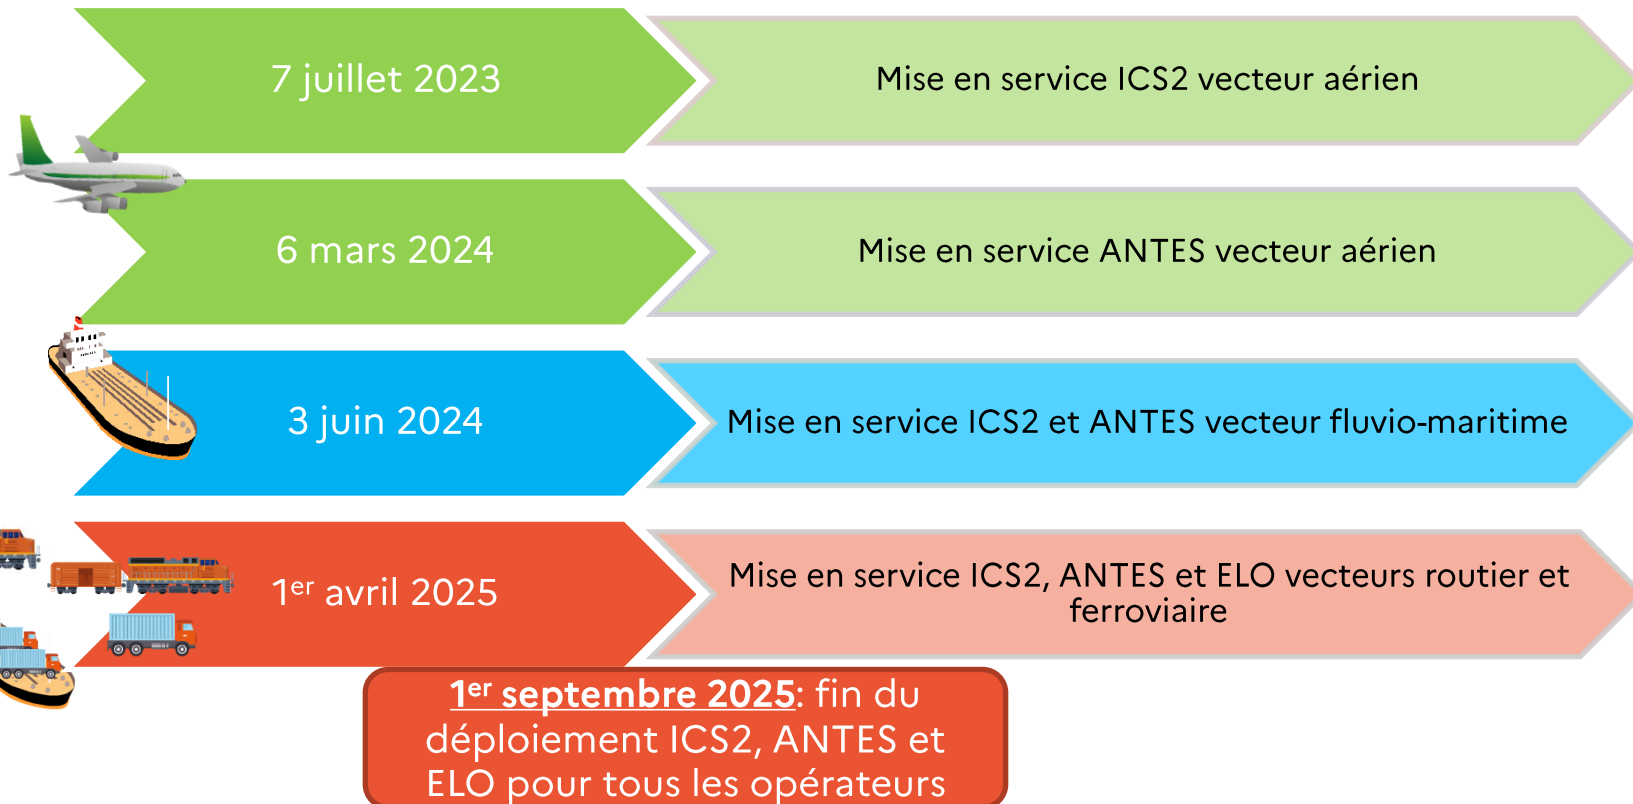 7 juillet 2023
Mise en service ICS2 vecteur aérien
6 mars 2024
Mise en service ANTES vecteur aérien
3 juin 2024
Mise en service ICS2 et ANTES vecteur fluvio-maritime
1er avril 2025
Mise en service ICS2, ANTES et ELO vecteurs routier et
ferroviaire
1er septembre 2025: fin du
déploiement ICS2, ANTES et
ELO pour tous les opérateurs